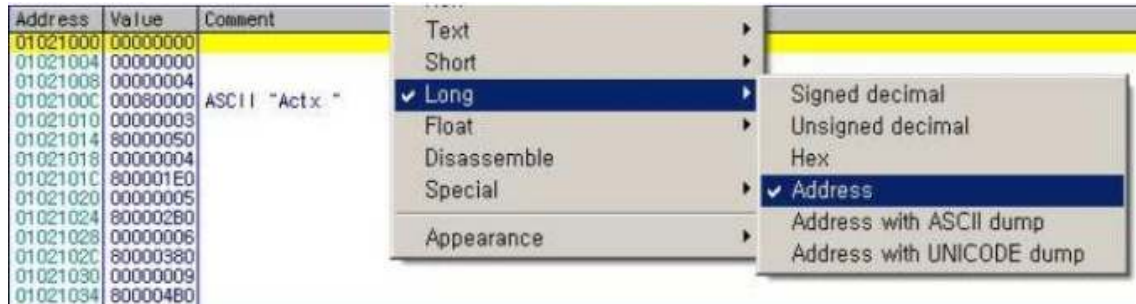 Address Value Comment
01021000 00000000
01021004 00000000
01021008 00000004
0102100C 00080000 ASCII "Actx "
01021010 00000003
01021014 80000050
01021018 00000004
0102101C 800001E0
01021020 00000005
01021024 800002B0
01021028 00000006
0102102C 80000380
01021030 00000009
01021034 800004B0
Text
Short
Long
Float
Disassemble
Special
Appearance
Signed decimal
Unsigned decimal
Hex
Address
Address with ASCII dump
Address with UNICODE dump